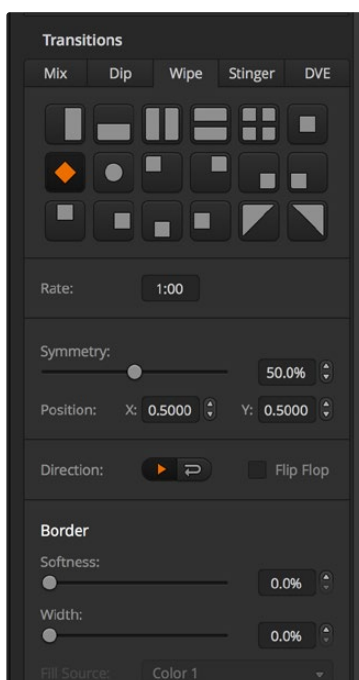 Transitions
Mix Dip Wipe Stinger DVE
Rate: 1:00
Symmetry:
50.0%
Position: X: 0.5000 Y: 0.5000
Direction: Flip Flop
Border
Softness:
0.0%
Width:
0.0%
Fill Source: Color 1